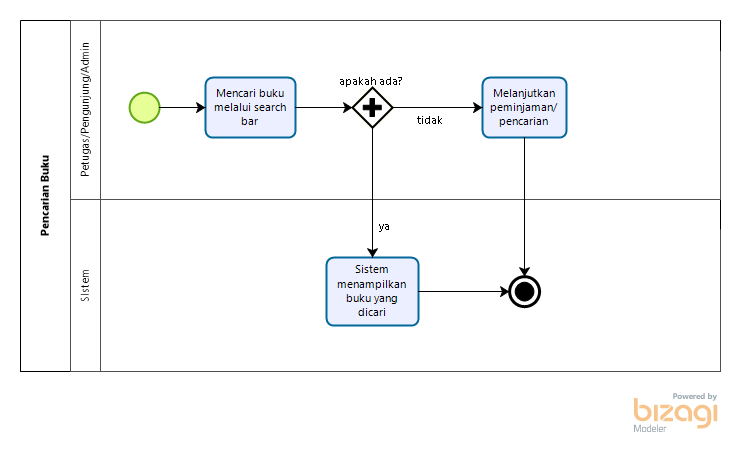 Pencarian Buku
Petugas/Pengunjung/Admin
Mencari buku
melalui search
bar
apakah ada?
tidak
Melanjutkan
peminjaman/
pencarian
ya
Sistem
Sistem
menampilkan
buku yang
dicari
Powered by
bizagi
Modeler